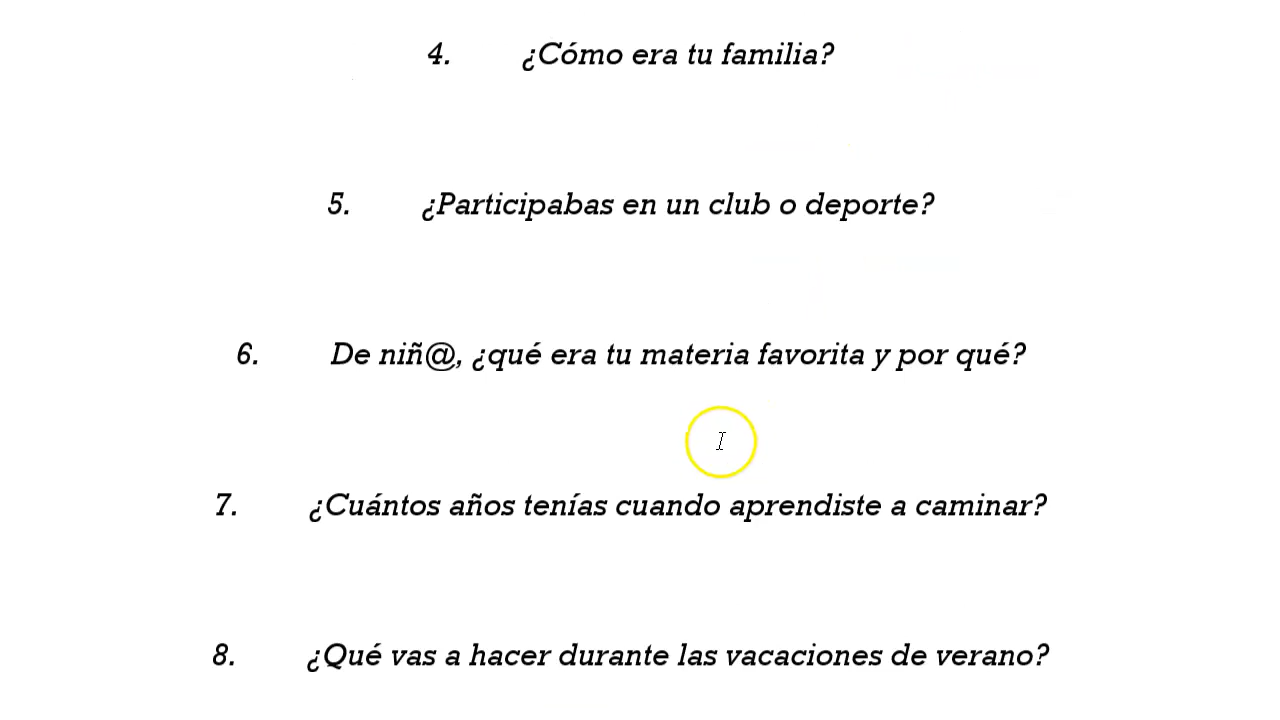 4. ¿Cómo era tu familia?
5. ¿Participabas en un club o deporte?
6. De niñ@, ¿qué era tu materia favorita y por qué?
7. ¿Cuántos años tenías cuando aprendiste a caminar?
8. ¿Qué vas a hacer durante las vacaciones de verano?